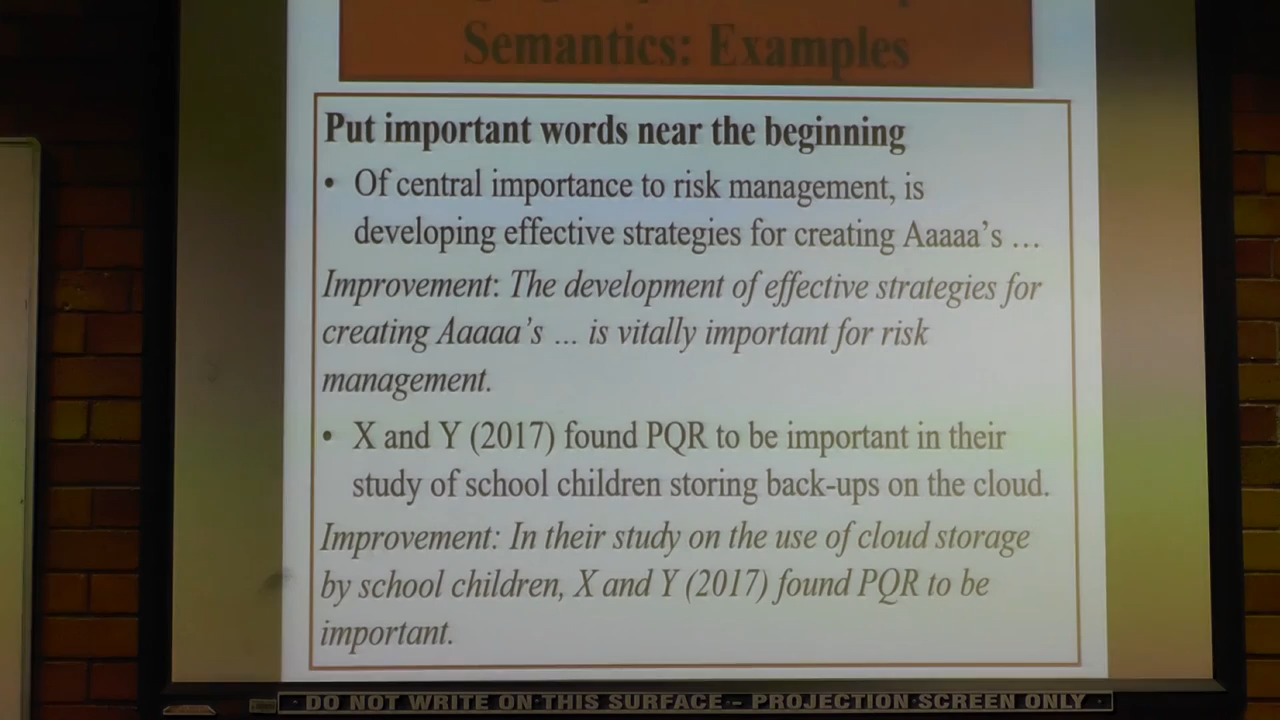 Semantics: Examples
Put important words near the beginning
• Of central importance to risk management, is
developing effective strategies for creating Aaaaa's …
Improvement: The development of effective strategies for
creating Aaaaa's … is vitally important for risk
management.
• X and Y (2017) found PQR to be important in their
study of school children storing back-ups on the cloud.
Improvement: In their study on the use of cloud storage
by school children, X and Y (2017) found PQR to be
important.
DO NOT WRITE ON THIS SURFACE - PROJECTION SCREEN ONLY